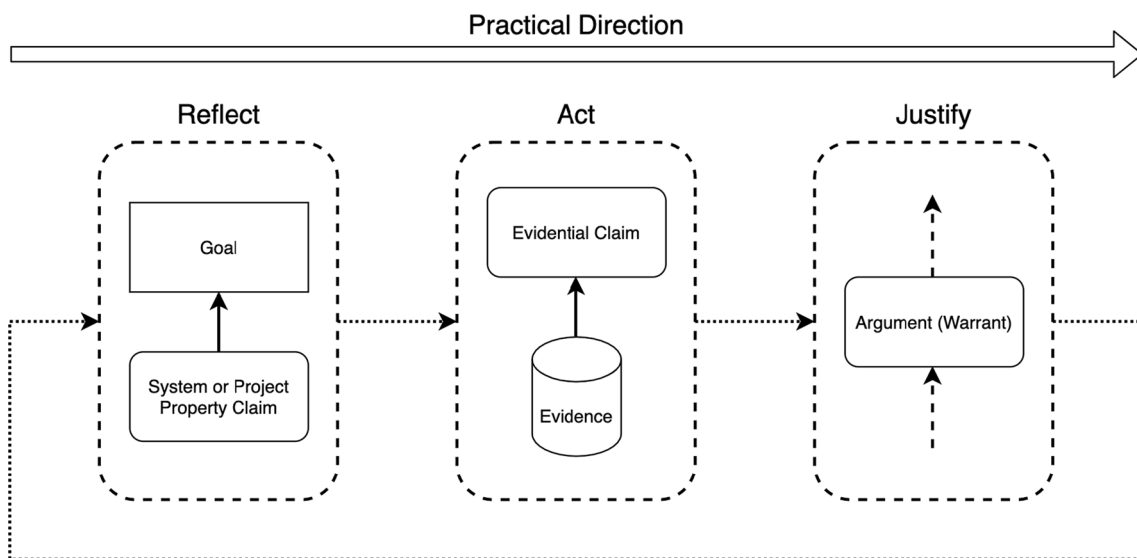 Practical Direction
Reflect
Act
Justify
Goal
System or Project
Property Claim
Evidential Claim
Evidence
Argument (Warrant)